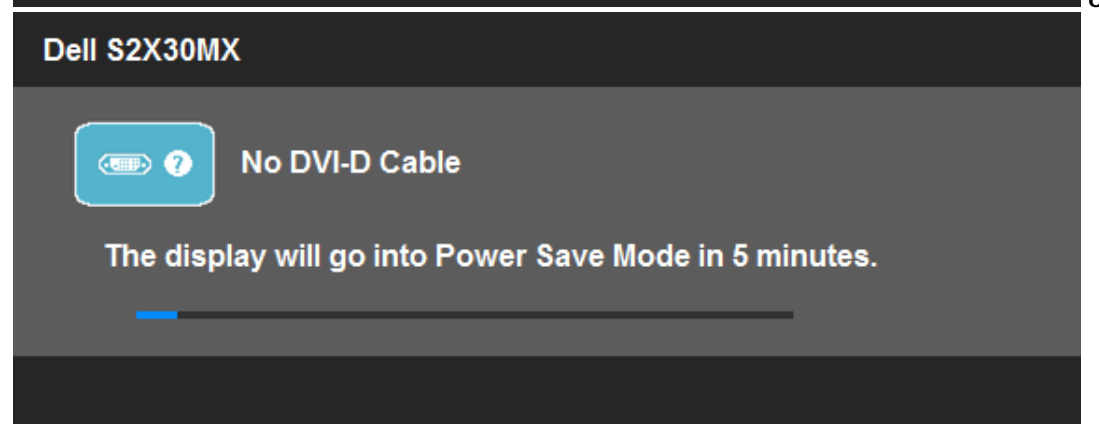 Dell S2X30MX
? No DVI-D Cable
The display will go into Power Save Mode in 5 minutes.